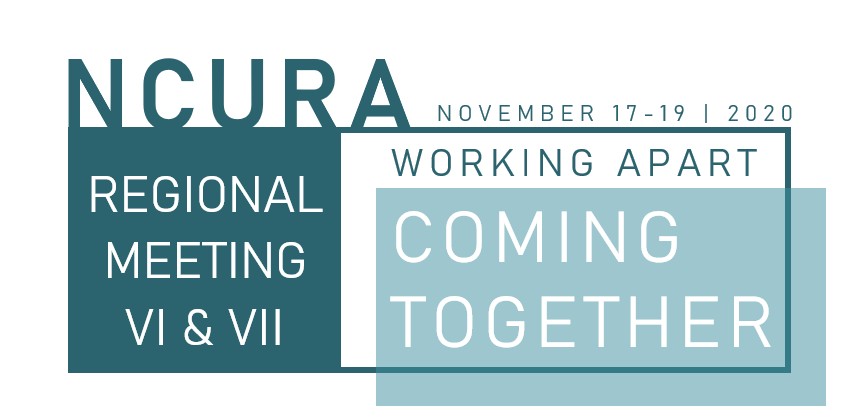 NCURA
NOVEMBER 17-19 | 2020
REGIONAL
MEETING
VI & VII
WORKING APART
COMING
TOGETHER